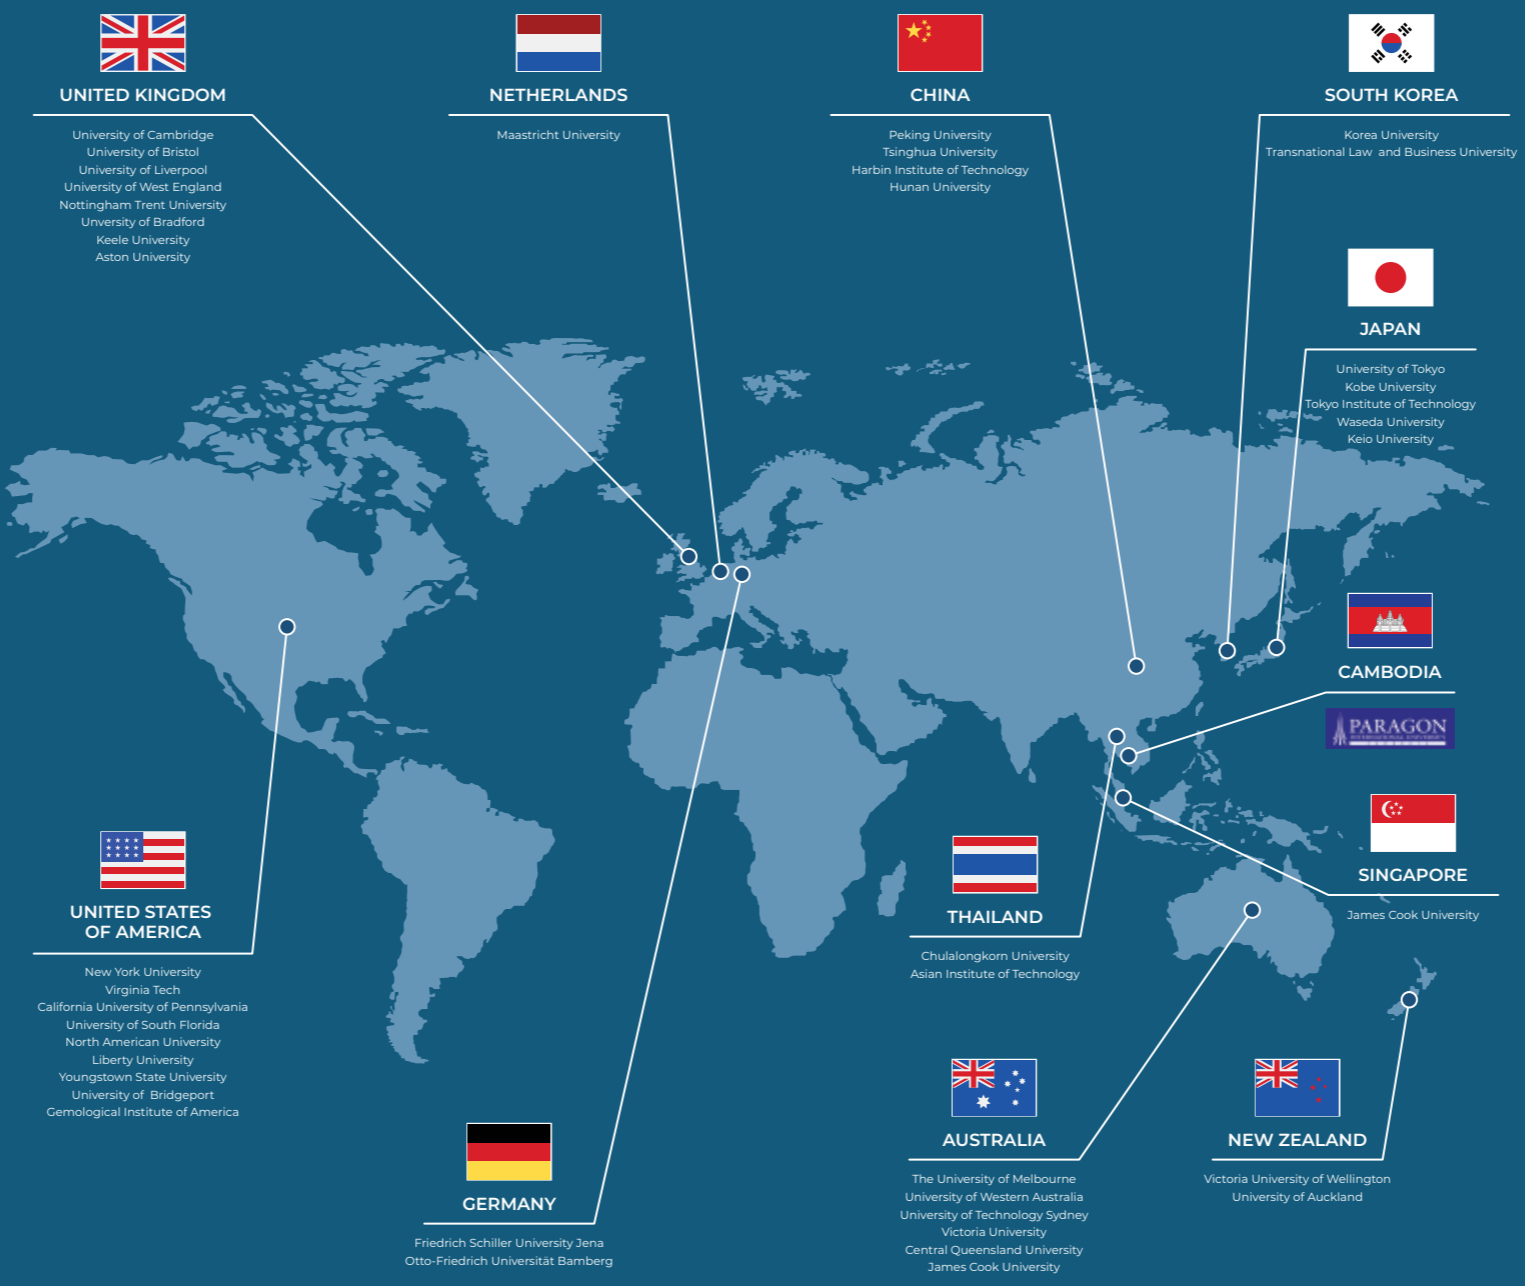 UNITED KINGDOM
University of Cambridge
University of Bristol
University of Liverpool
University of West England
Nottingham Trent University
Unversity of Bradford
Keele University
Aston University
NETHERLANDS
Maastricht University
CHINA
Peking University
Tsinghua University
Harbin Institute of Technology
Hunan University
SOUTH KOREA
Korea University
Transnational Law and Business University
JAPAN
University of Tokyo
Kobe University
Tokyo Institute of Technology
Waseda University
Keio University
CAMBODIA
PARAGON
INTERNATIONAL UNIVERSITY
SINGAPORE
James Cook University
THAILAND
Chulalongkorn University
Asian Institute of Technology
UNITED STATES
OF AMERICA
New York University
Virginia Tech
California University of Pennsylvania
University of South Florida
North American University
Liberty University
Youngstown State University
University of Bridgeport
Gemological Institute of America
GERMANY
Friedrich Schiller University Jena
Otto-Friedrich Universität Bamberg
AUSTRALIA
The University of Melbourne
University of Western Australia
University of Technology Sydney
Victoria University
Central Queensland University
James Cook University
NEW ZEALAND
Victoria University of Wellington
University of Auckland